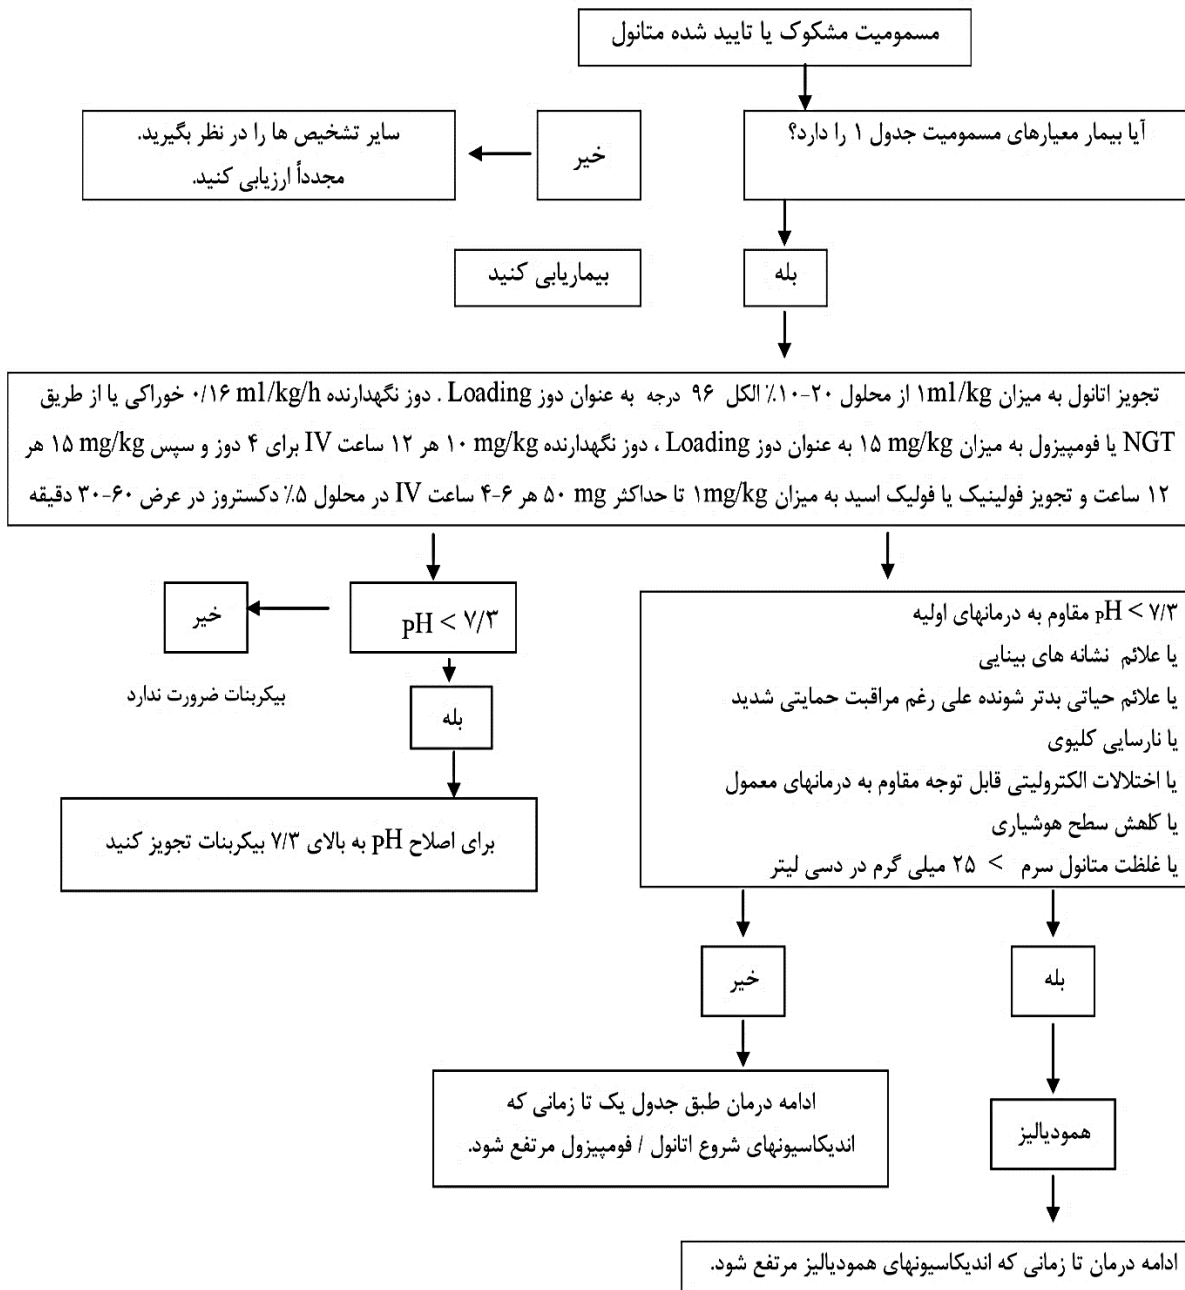 مسمومیت مشکوک یا تایید شده متانول
آیا بیمار معیارهای مسمومیت جدول ۱ را دارد؟
خیر
سایر تشخیص ها را در نظر بگیرید.
مجدداً ارزیابی کنید.
بله
بیماریابی کنید
تجویز اتانول به میزان ۱ml/kg از محلول ۲۰-۱۰٪ الکل ۹۶ درجه به عنوان دوز Loading . دوز نگهدارنده ۰/۱۶ ml/kg/h خوراکی یا از طریق
NGT یا فومپیزول به میزان ۱۵ mg/kg به عنوان دوز Loading ، دوز نگهدارنده ۱۰ mg/kg هر ۱۲ ساعت IV برای ۴ دوز و سپس ۱۵ mg/kg هر
۱۲ ساعت و تجویز فولینیک یا فولیک اسید به میزان ۱mg/kg تا حداکثر ۵۰ mg هر ۶-۴ ساعت IV در محلول ۵٪ دکستروز در عرض ۶۰-۳۰ دقیقه
pH < ۷/۳ مقاوم به درمانهای اولیه
یا علائم نشانه های بینایی
یا علائم حیاتی بدتر شونده علی رغم مراقبت حمایتی شدید
یا نارسایی کلیوی
یا اختلالات الکترولیتی قابل توجه مقاوم به درمانهای معمول
یا کلهش سطح هوشیاری
یا غلظت متانول سرم > ۲۵ میلی گرم در دسی لیتر
pH < ۷/۳
خیر
بیکربنات ضرورت ندارد
بله
برای اصلاح pH به بالای ۷/۳ بیکربنات تجویز کنید
بله
خیر
همودیالیز
ادامه درمان طبق جدول یک تا زمانی که
اندیکاسیونهای شروع اتانول / فومپیزول مرتفع شود.
ادامه درمان تا زمانی که اندیکاسیونهای همودیالیز مرتفع شود.